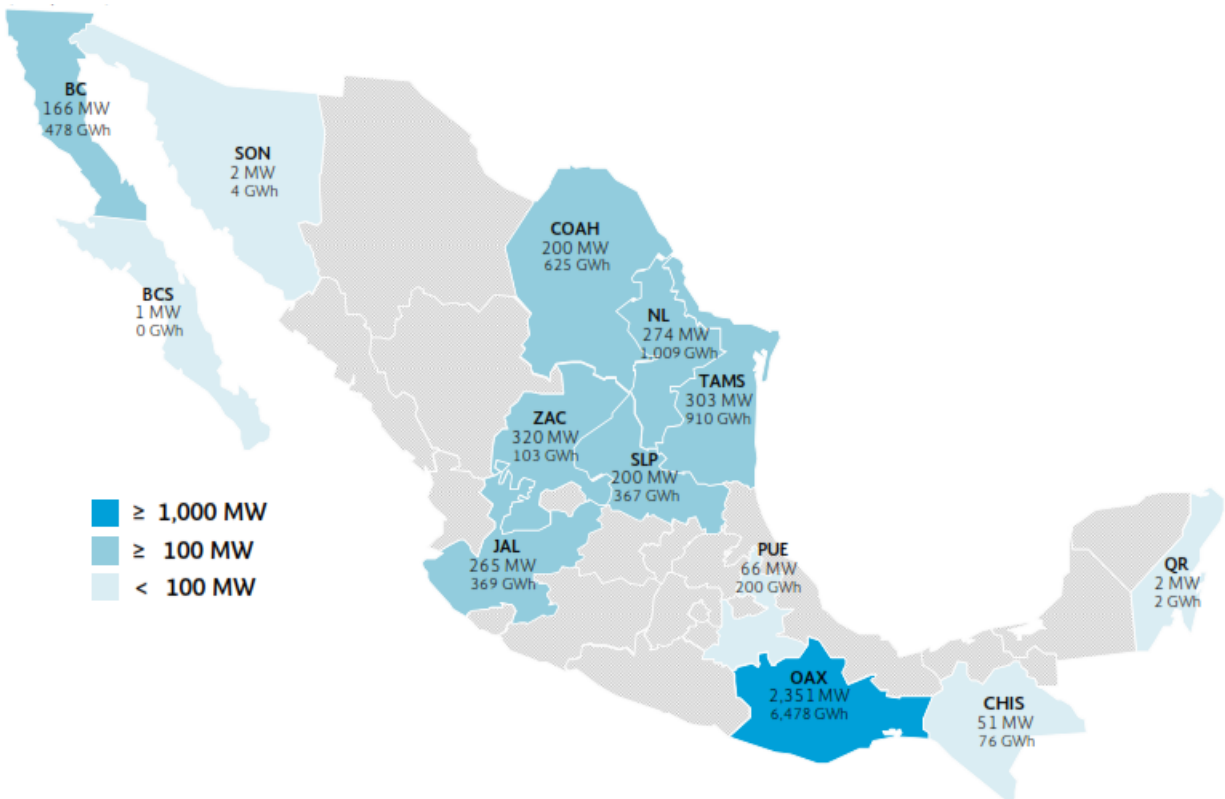 BC
166 MW
478 GWh
SON
2 MW
4 GWh
BCS
1 MW
0 GWh
COAH
200 MW
625 GWh
NL
274 MW
1,009 GWh
TAMS
303 MW
910 GWh
ZAC
320 MW
103 GWh
SLP
200 MW
367 GWh
JAL
265 MW
369 GWh
PUE
66 MW
200 GWh
QR
2 MW
2 GWh
OAX
2,351 MW
6,478 GWh
CHIS
51 MW
76 GWh
≥ 1,000 MW
≥ 100 MW
< 100 MW